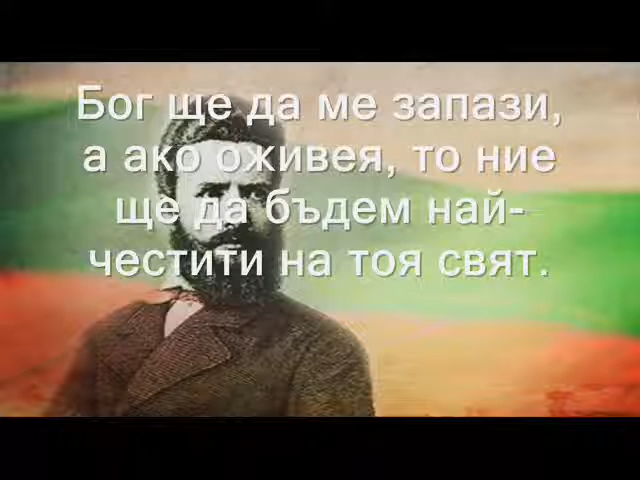 Бог ще да ме запази,
а ако оживея, то ние
ще да бъдем най-
честити на тоя свят.